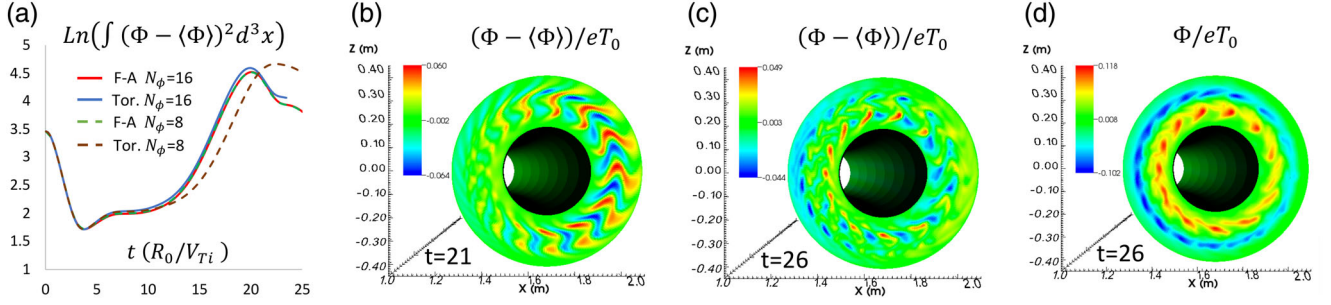 (a)
Ln(∫ (Φ − ⟨Φ⟩)² d³x)
5
4.5
4
3.5
3
2.5
2
1.5
1
F-A N_ϕ=16
Tor. N_ϕ=16
F-A N_ϕ=8
Tor. N_ϕ=8
t (R₀/V_Ti)
0 5 10 15 20 25
(b)
(Φ − ⟨Φ⟩)/eT₀
Z (m)
0.40
0.30
0.20
0.10
0.00
-0.10
-0.20
-0.30
-0.40
0.060
-0.002
-0.064
t=21
1.0 1.2 1.4 1.6 1.8 2.0
X (m)
(c)
(Φ − ⟨Φ⟩)/eT₀
Z (m)
0.40
0.30
0.20
0.10
0.00
-0.10
-0.20
-0.30
-0.40
0.049
0.003
-0.044
t=26
1.0 1.2 1.4 1.6 1.8 2.0
X (m)
(d)
Φ/eT₀
Z (m)
0.40
0.30
0.20
0.10
0.00
-0.10
-0.20
-0.30
-0.40
0.118
0.008
-0.102
t=26
1.0 1.2 1.4 1.6 1.8 2.0
X (m)